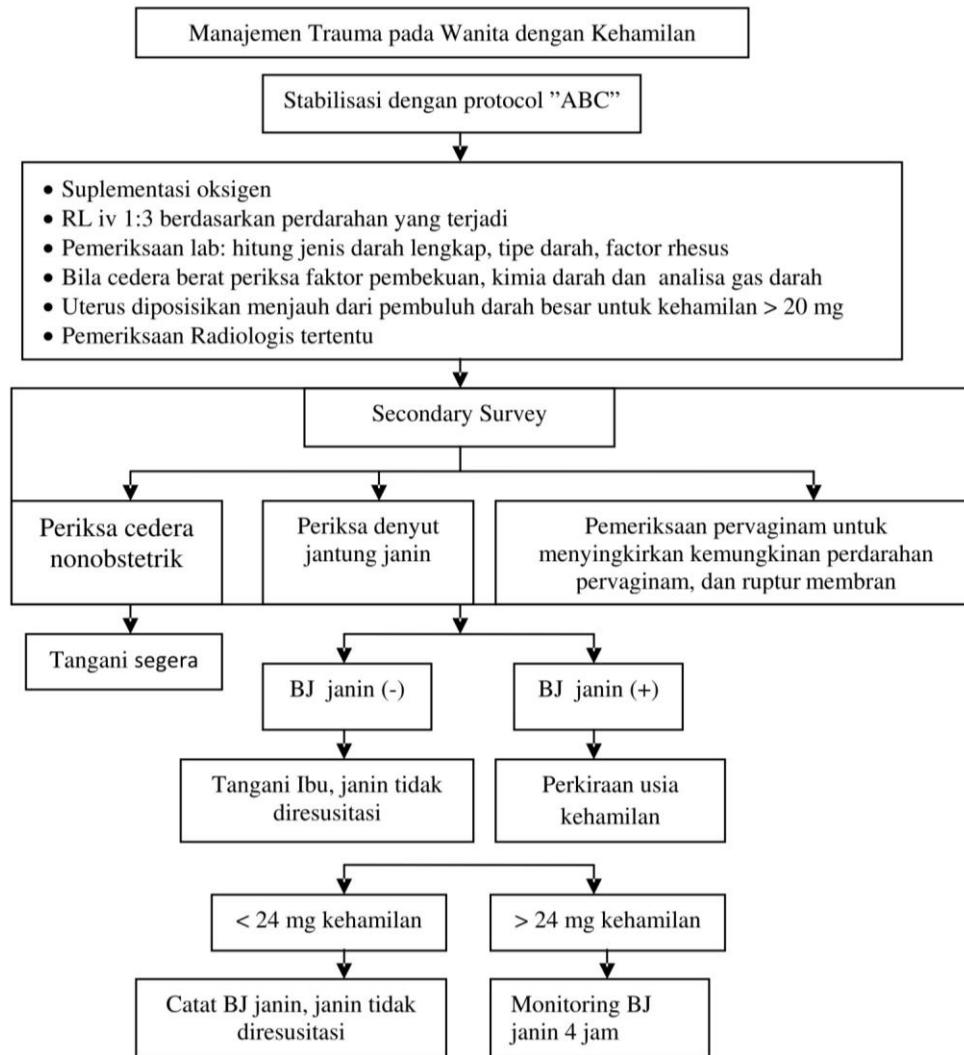 Manajemen Trauma pada Wanita dengan Kehamilan
Stabilisasi dengan protocol ”ABC”
• Suplementasi oksigen
• RL iv 1:3 berdasarkan perdarahan yang terjadi
• Pemeriksaan lab: hitung jenis darah lengkap, tipe darah, factor rhesus
• Bila cedera berat periksa faktor pembekuan, kimia darah dan analisa gas darah
• Uterus diposisikan menjauh dari pembuluh darah besar untuk kehamilan > 20 mg
• Pemeriksaan Radiologis tertentu
Secondary Survey
Periksa cedera
nonobstetrik
Periksa denyut
jantung janin
Pemeriksaan pervaginam untuk
menyingkirkan kemungkinan perdarahan
pervaginam, dan ruptur membran
Tangani segera
BJ janin (-)
BJ janin (+)
Tangani Ibu, janin tidak
diresusitasi
Perkiraan usia
kehamilan
< 24 mg kehamilan
> 24 mg kehamilan
Catat BJ janin, janin tidak
diresusitasi
Monitoring BJ
janin 4 jam